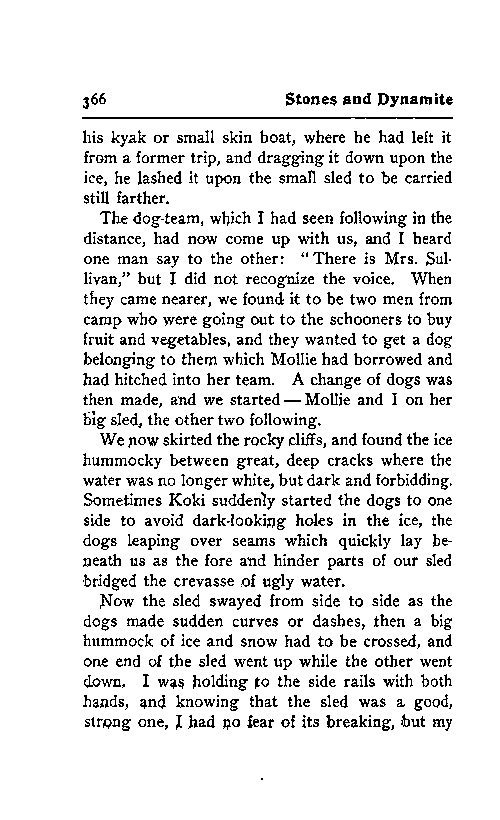 366 Stones and Dynamite
his kyak or small skin boat, where he had left it
from a former trip, and dragging it down upon the
ice, he lashed it upon the small sled to be carried
still farther.
The dog-team, which I had seen following in the
distance, had now come up with us, and I heard
one man say to the other: "There is Mrs. Sul-
livan," but I did not recognize the voice. When
they came nearer, we found it to be two men from
camp who were going out to the schooners to buy
fruit and vegetables, and they wanted to get a dog
belonging to them which Mollie had borrowed and
had hitched into her team. A change of dogs was
then made, and we started — Mollie and I on her
big sled, the other two following.
We now skirted the rocky cliffs, and found the ice
hummocky between great, deep cracks where the
water was no longer white, but dark and forbidding.
Sometimes Koki suddenly started the dogs to one
side to avoid dark-looking holes in the ice, the
dogs leaping over seams which quickly lay be-
neath us as the fore and hinder parts of our sled
bridged the crevasse of ugly water.
Now the sled swayed from side to side as the
dogs made sudden curves or dashes, then a big
hummock of ice and snow had to be crossed, and
one end of the sled went up while the other went
down. I was holding to the side rails with both
hands, and knowing that the sled was a good,
strong one, I had no fear of its breaking, but my